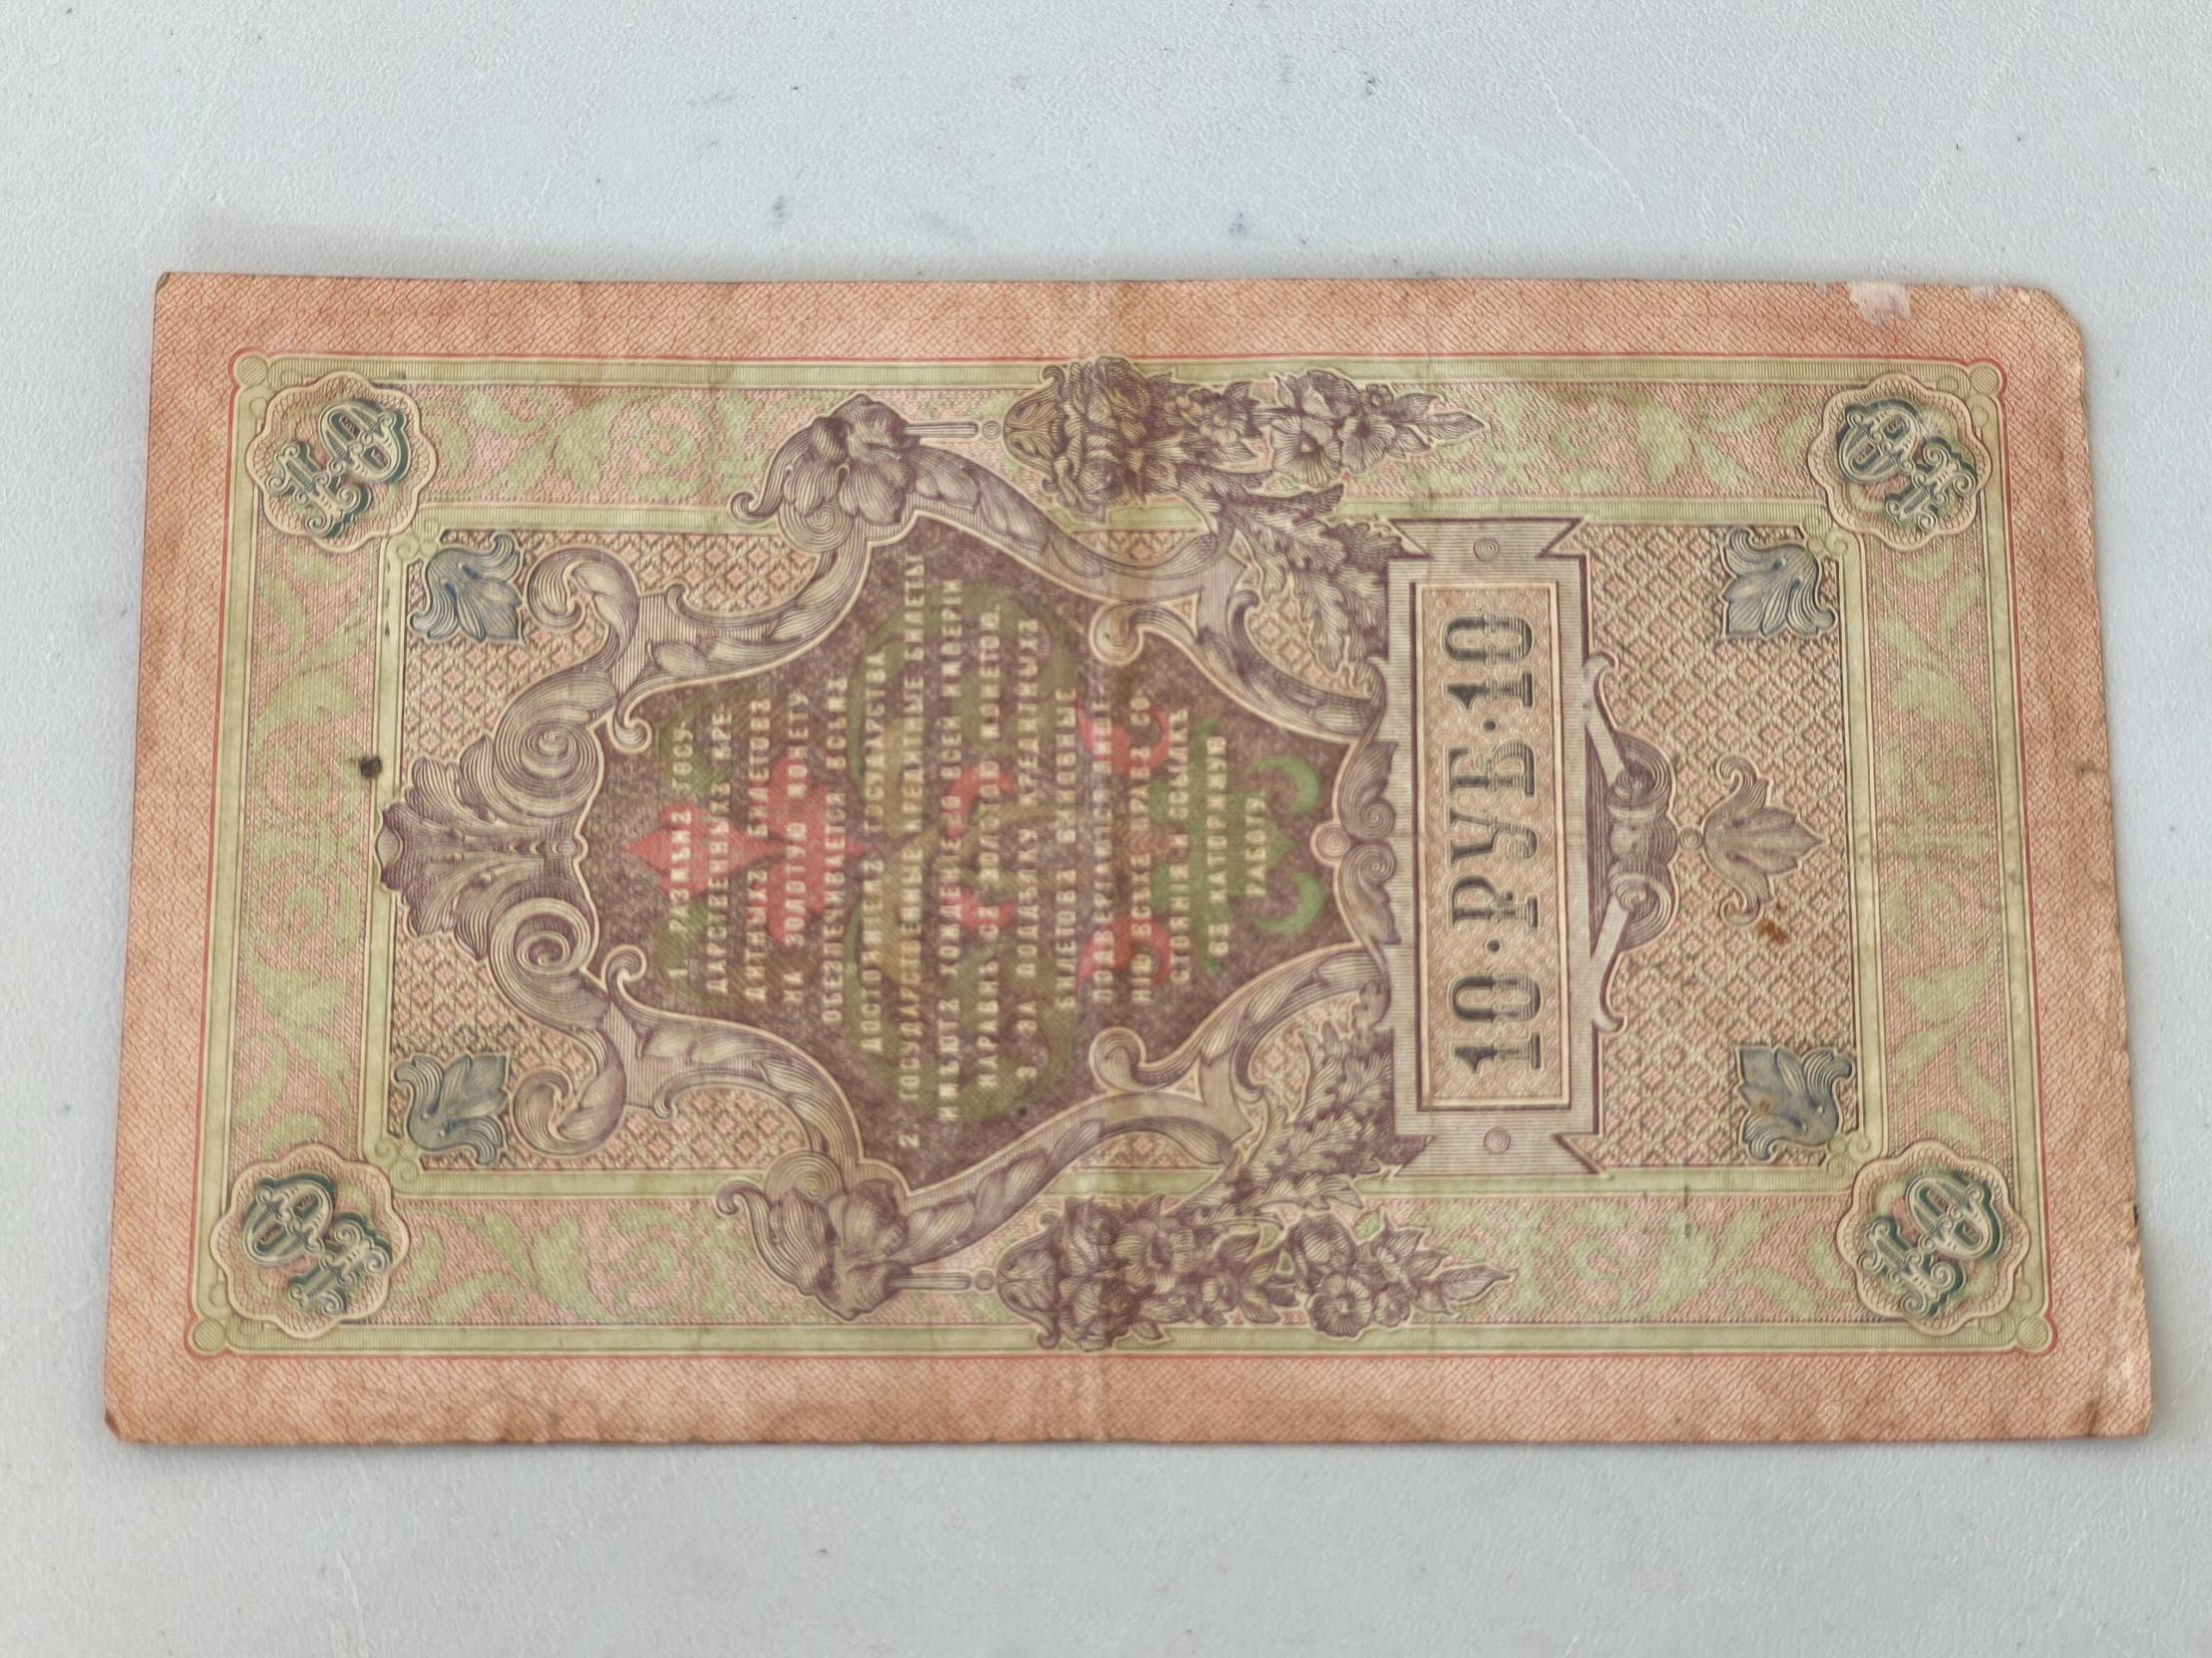 10
10
1. РАЗМѢНЪ ГОСУ-
ДАРСТВЕННЫХЪ КРЕ-
ДИТНЫХЪ БИЛЕТОВЪ
НА ЗОЛОТУЮ МОНЕТУ
ОБЕЗПЕЧИВАЕТСЯ ВСѢМЪ
ДОСТОЯНІЕМЪ ГОСУДАРСТВА.
2. ГОСУДАРСТВЕННЫЕ КРЕДИТНЫЕ БИЛЕТЫ
ИМѢЮТЪ ХОЖДЕНІЕ ВО ВСЕЙ ИМПЕРІИ
НАРАВНѢ СЪ ЗОЛОТОЮ МОНЕТОЮ.
3. ЗА ПОДДѢЛКУ КРЕДИТНЫХЪ
БИЛЕТОВЪ ВИНОВНЫЕ
ПОДВЕРГАЮТСЯ ЛИШЕ-
НІЮ ВСѢХЪ ПРАВЪ СО-
СТОЯНІЯ И ССЫЛКѢ
ВЪ КАТОРЖНУЮ
РАБОТУ.
10·РУБ·10
10
10